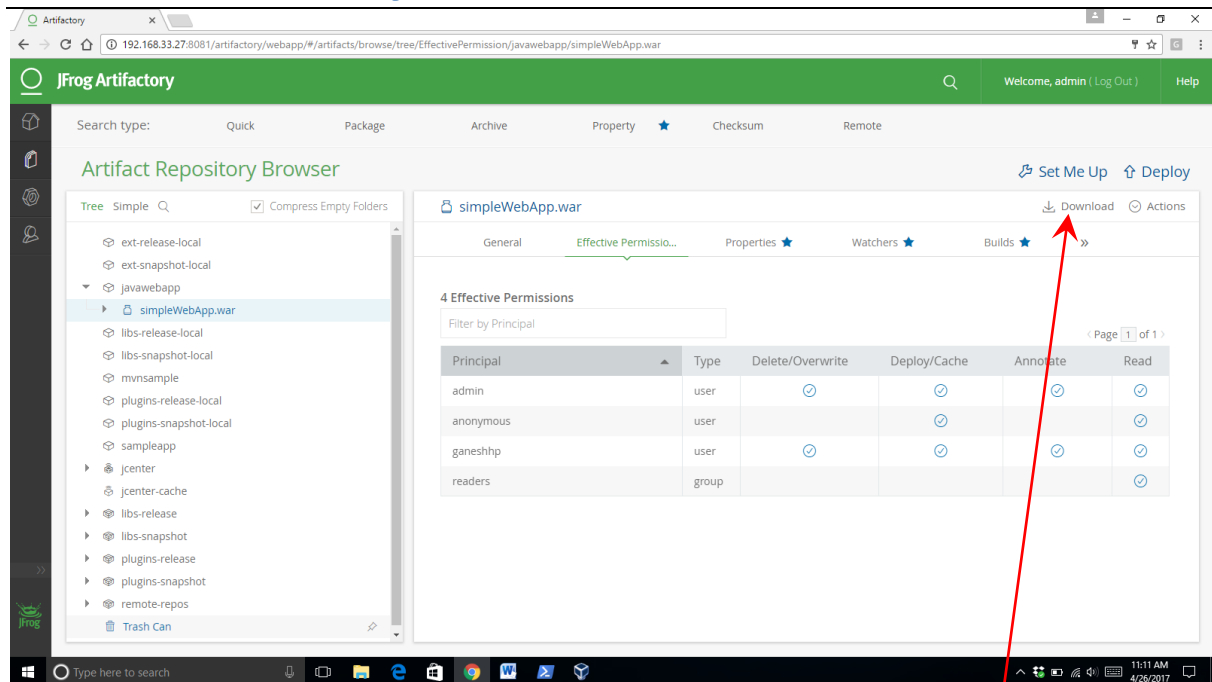 Artifactory
192.168.33.27:8081/artifactory/webapp/#/artifacts/browse/tree/EffectivePermission/javawebapp/simpleWebApp.war
JFrog Artifactory
Welcome, admin ( Log Out )
Help
Search type:
Quick
Package
Archive
Property
Checksum
Remote
Artifact Repository Browser
Set Me Up
Deploy
Tree Simple
Compress Empty Folders
ext-release-local
ext-snapshot-local
javawebapp
simpleWebApp.war
libs-release-local
libs-snapshot-local
mvnsample
plugins-release-local
plugins-snapshot-local
sampleapp
jcenter
jcenter-cache
libs-release
libs-snapshot
plugins-release
plugins-snapshot
remote-repos
Trash Can
simpleWebApp.war
Download
Actions
General
Effective Permissio...
Properties
Watchers
Builds
»
4 Effective Permissions
Filter by Principal
< Page 1 of 1 >
Principal Type Delete/Overwrite Deploy/Cache Annotate Read
admin user
anonymous user
ganeshhp user
readers group
JFrog
Type here to search
11:11 AM
4/26/2017